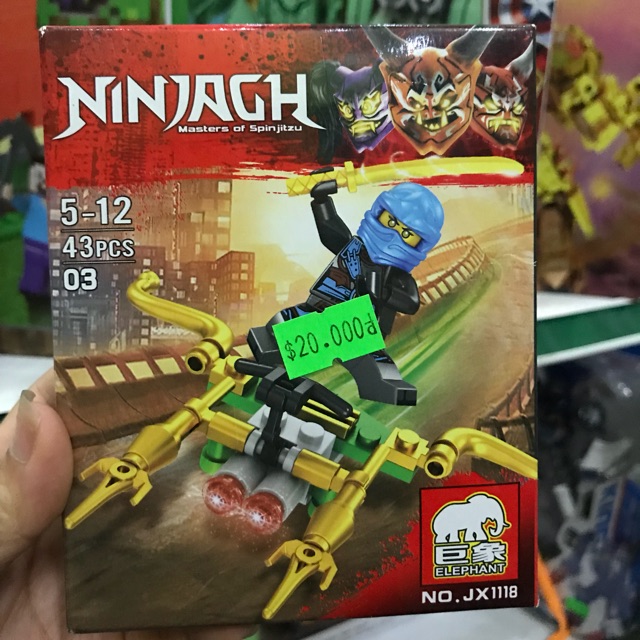 NINJAGH
Masters of Spinjitzu
5-12
43PCS
03
$20.000đ
巨象
ELEPHANT
NO.JX1118